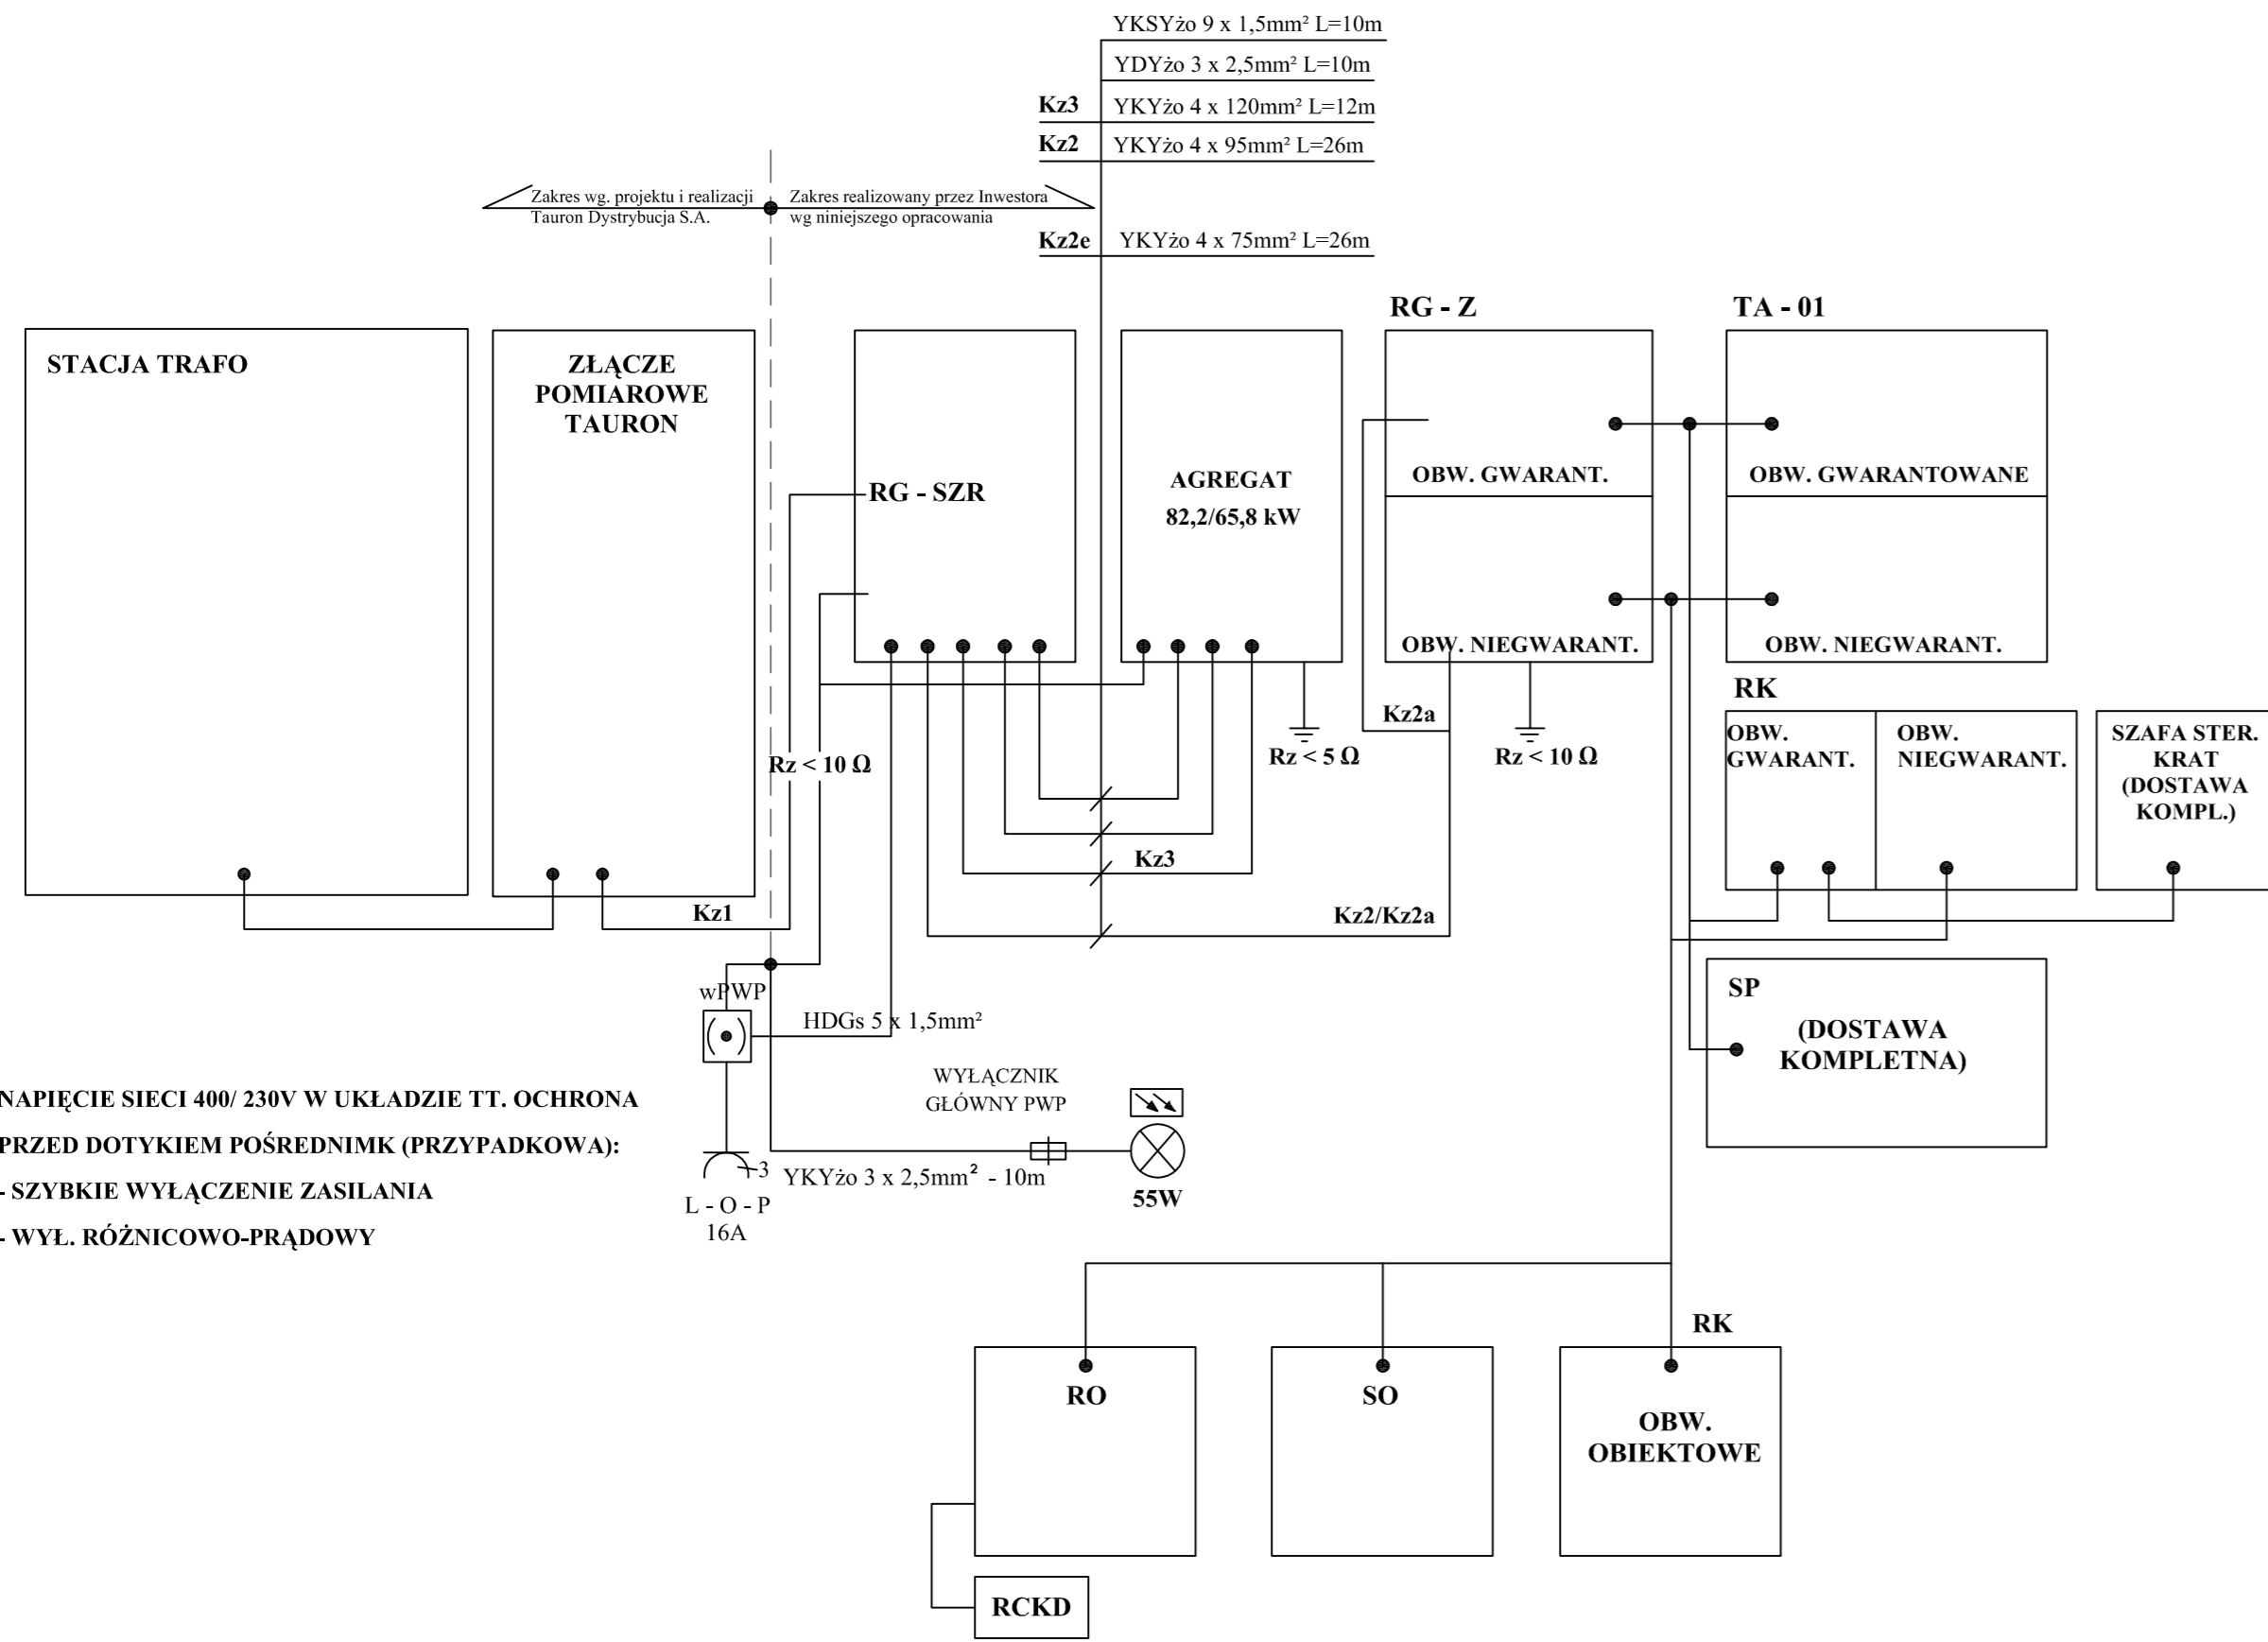 YKSYżo 9 x 1,5mm² L=10m
YDYżo 3 x 2,5mm² L=10m
Kz3 YKYżo 4 x 120mm² L=12m
Kz2 YKYżo 4 x 95mm² L=26m
Zakres wg. projektu i realizacji
Tauron Dystrybucja S.A.
Zakres realizowany przez Inwestora
wg niniejszego opracowania
Kz2e YKYżo 4 x 75mm² L=26m
STACJA TRAFO
ZŁĄCZE
POMIAROWE
TAURON
RG - SZR
AGREGAT
82,2/65,8 kW
RG - Z
OBW. GWARANT.
OBW. NIEGWARANT.
TA - 01
OBW. GWARANTOWANE
OBW. NIEGWARANT.
RK
OBW.
GWARANT.
OBW.
NIEGWARANT.
SZAFA STER.
KRAT
(DOSTAWA
KOMPL.)
Kz2a
Rz < 10 Ω
Rz < 5 Ω
Rz < 10 Ω
Kz3
Kz1
Kz2/Kz2a
wPWP
HDGs 5 x 1,5mm²
SP
(DOSTAWA
KOMPLETNA)
WYŁĄCZNIK
GŁÓWNY PWP
NAPIĘCIE SIECI 400/ 230V W UKŁADZIE TT. OCHRONA
PRZED DOTYKIEM POŚREDNIMK (PRZYPADKOWA):
- SZYBKIE WYŁĄCZENIE ZASILANIA
- WYŁ. RÓŻNICOWO-PRĄDOWY
3
YKYżo 3 x 2,5mm² - 10m
L - O - P
16A
55W
RK
RO
SO
OBW.
OBIEKTOWE
RCKD